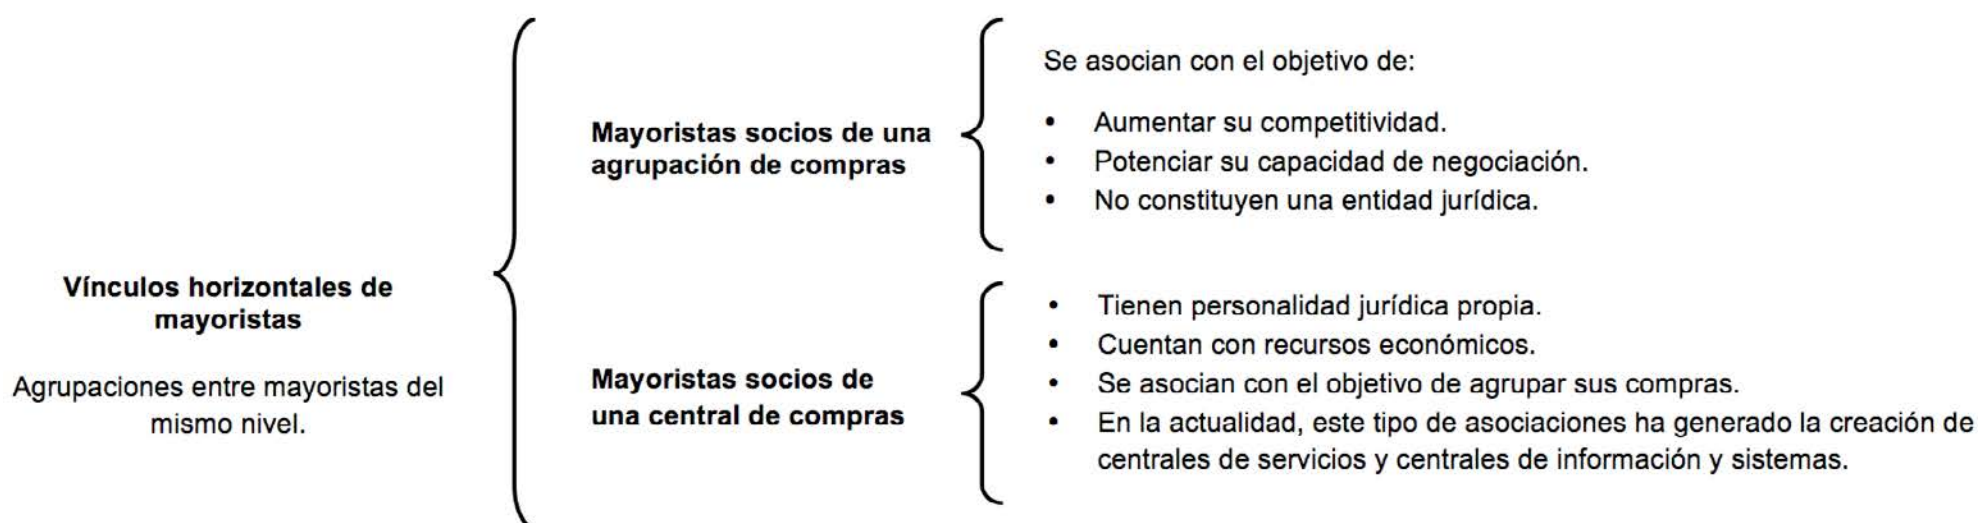 Vínculos horizontales de
mayoristas
Agrupaciones entre mayoristas del
mismo nivel.
Mayoristas socios de una
agrupación de compras
Se asocian con el objetivo de:
• Aumentar su competitividad.
• Potenciar su capacidad de negociación.
• No constituyen una entidad jurídica.
Mayoristas socios de
una central de compras
• Tienen personalidad jurídica propia.
• Cuentan con recursos económicos.
• Se asocian con el objetivo de agrupar sus compras.
• En la actualidad, este tipo de asociaciones ha generado la creación de
centrales de servicios y centrales de información y sistemas.